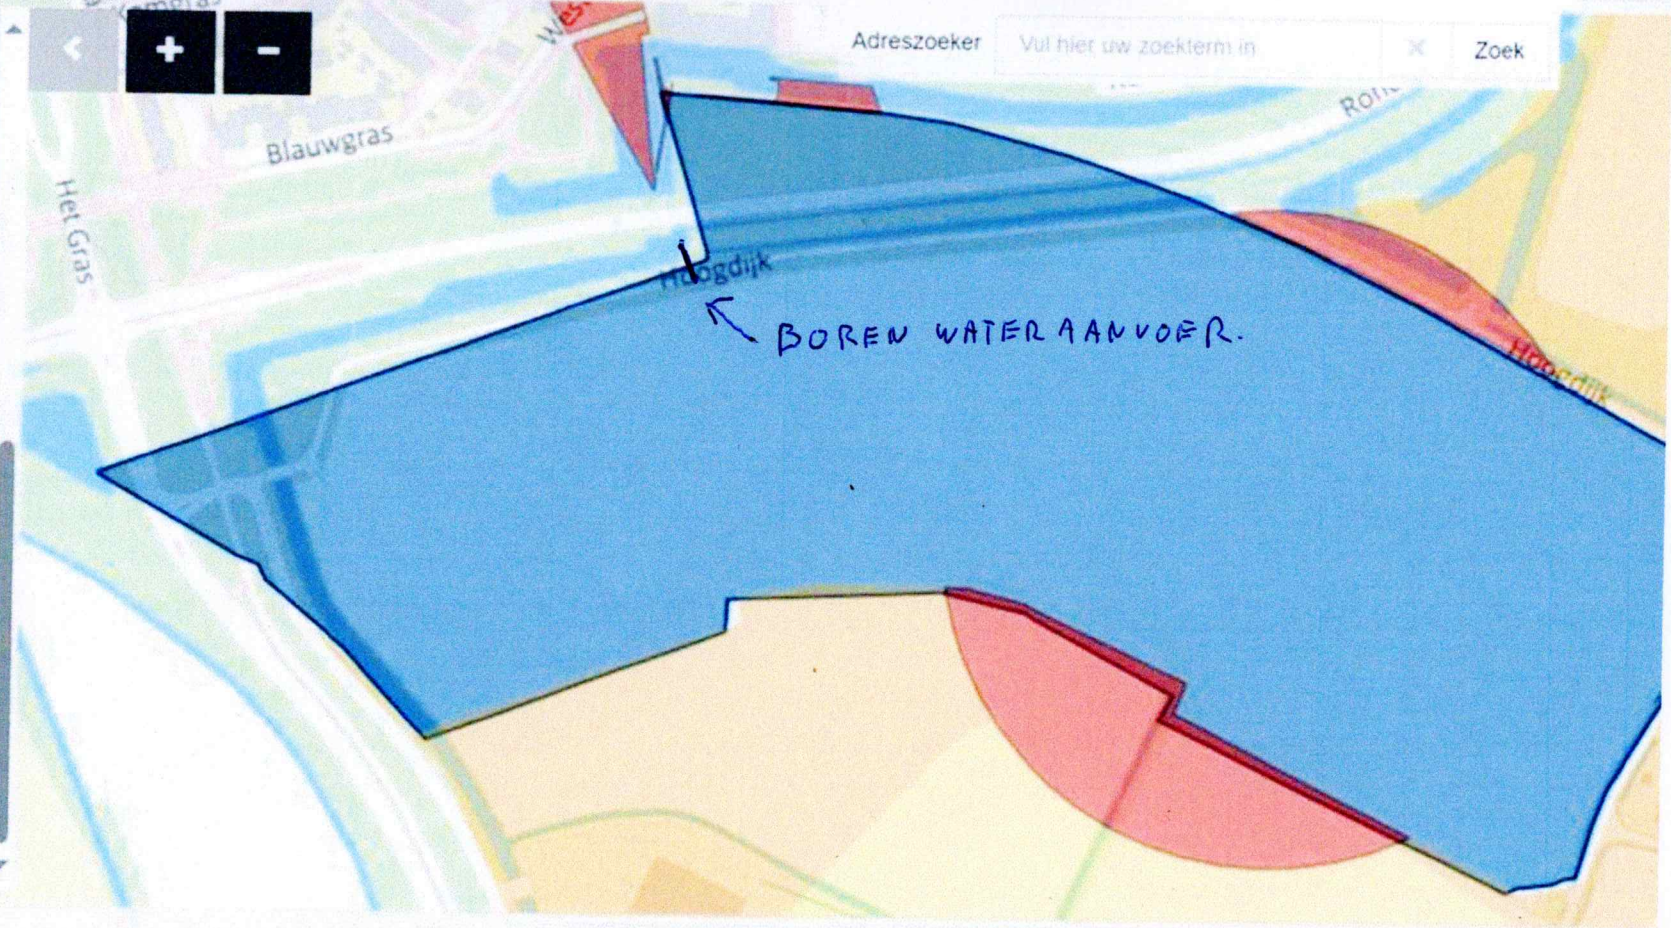 Adreszoeker
Vul hier uw zoekterm in
Zoek
Blauwgras
Het Gras
Hoogdijk
BOREN WATERAANVOER.
Hoogdijk